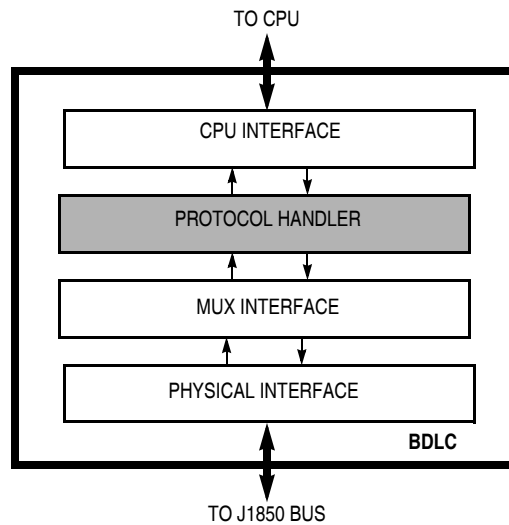 TO CPU
CPU INTERFACE
PROTOCOL HANDLER
MUX INTERFACE
PHYSICAL INTERFACE
BDLC
TO J1850 BUS